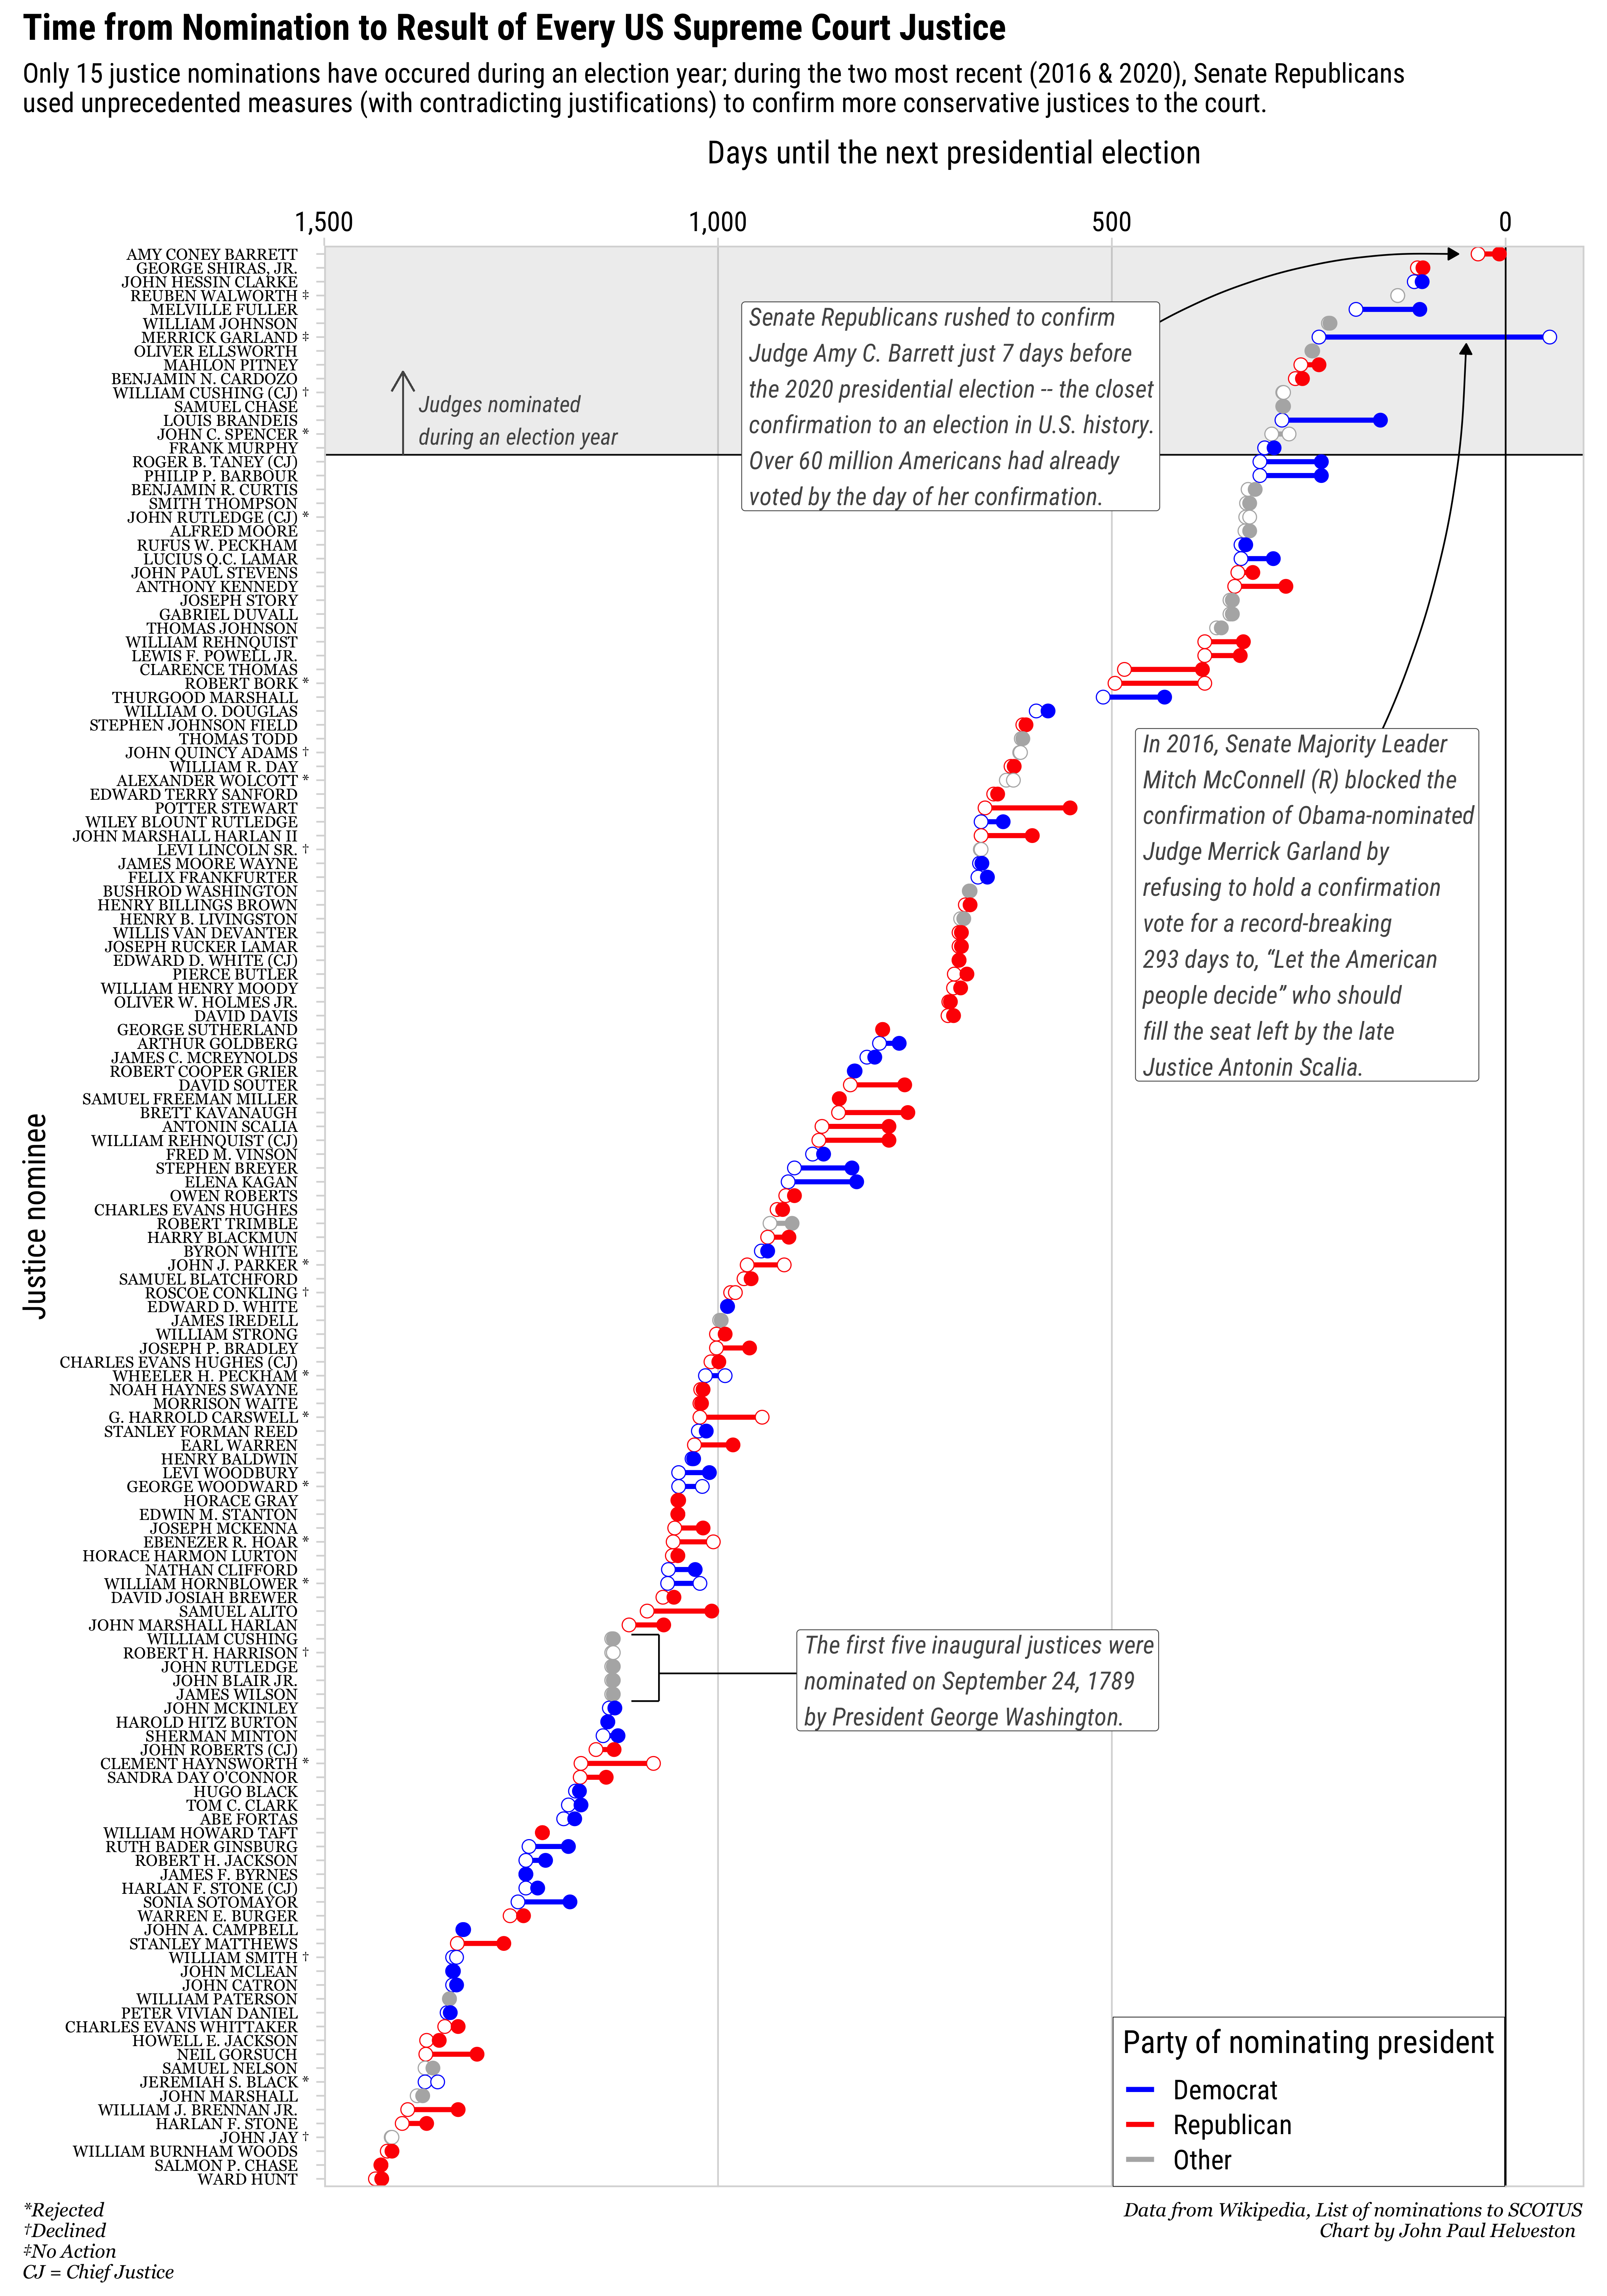 Time from Nomination to Result of Every US Supreme Court Justice
Only 15 justice nominations have occured during an election year; during the two most recent (2016 & 2020), Senate Republicans
used unprecedented measures (with contradicting justifications) to confirm more conservative justices to the court.
Days until the next presidential election
1,500 1,000 500 0
Justice nominee
AMY CONEY BARRETT
GEORGE SHIRAS, JR.
JOHN HESSIN CLARKE
REUBEN WALWORTH ‡
MELVILLE FULLER
WILLIAM JOHNSON
MERRICK GARLAND ‡
OLIVER ELLSWORTH
MAHLON PITNEY
BENJAMIN N. CARDOZO
WILLIAM CUSHING (CJ) †
SAMUEL CHASE
LOUIS BRANDEIS
JOHN C. SPENCER *
FRANK MURPHY
ROGER B. TANEY (CJ)
PHILIP P. BARBOUR
BENJAMIN R. CURTIS
SMITH THOMPSON
JOHN RUTLEDGE (CJ) *
ALFRED MOORE
RUFUS W. PECKHAM
LUCIUS Q.C. LAMAR
JOHN PAUL STEVENS
ANTHONY KENNEDY
JOSEPH STORY
GABRIEL DUVALL
THOMAS JOHNSON
WILLIAM REHNQUIST
LEWIS F. POWELL JR.
CLARENCE THOMAS
ROBERT BORK *
THURGOOD MARSHALL
WILLIAM O. DOUGLAS
STEPHEN JOHNSON FIELD
THOMAS TODD
JOHN QUINCY ADAMS †
WILLIAM R. DAY
ALEXANDER WOLCOTT *
EDWARD TERRY SANFORD
POTTER STEWART
WILEY BLOUNT RUTLEDGE
JOHN MARSHALL HARLAN II
LEVI LINCOLN SR. †
JAMES MOORE WAYNE
FELIX FRANKFURTER
BUSHROD WASHINGTON
HENRY BILLINGS BROWN
HENRY B. LIVINGSTON
WILLIS VAN DEVANTER
JOSEPH RUCKER LAMAR
EDWARD D. WHITE (CJ)
PIERCE BUTLER
WILLIAM HENRY MOODY
OLIVER W. HOLMES JR.
DAVID DAVIS
GEORGE SUTHERLAND
ARTHUR GOLDBERG
JAMES C. MCREYNOLDS
ROBERT COOPER GRIER
DAVID SOUTER
SAMUEL FREEMAN MILLER
BRETT KAVANAUGH
ANTONIN SCALIA
WILLIAM REHNQUIST (CJ)
FRED M. VINSON
STEPHEN BREYER
ELENA KAGAN
OWEN ROBERTS
CHARLES EVANS HUGHES
ROBERT TRIMBLE
HARRY BLACKMUN
BYRON WHITE
JOHN J. PARKER *
SAMUEL BLATCHFORD
ROSCOE CONKLING †
EDWARD D. WHITE
JAMES IREDELL
WILLIAM STRONG
JOSEPH P. BRADLEY
CHARLES EVANS HUGHES (CJ)
WHEELER H. PECKHAM *
NOAH HAYNES SWAYNE
MORRISON WAITE
G. HARROLD CARSWELL *
STANLEY FORMAN REED
EARL WARREN
HENRY BALDWIN
LEVI WOODBURY
GEORGE WOODWARD *
HORACE GRAY
EDWIN M. STANTON
JOSEPH MCKENNA
EBENEZER R. HOAR *
HORACE HARMON LURTON
NATHAN CLIFFORD
WILLIAM HORNBLOWER *
DAVID JOSIAH BREWER
SAMUEL ALITO
JOHN MARSHALL HARLAN
WILLIAM CUSHING
ROBERT H. HARRISON †
JOHN RUTLEDGE
JOHN BLAIR JR.
JAMES WILSON
JOHN MCKINLEY
HAROLD HITZ BURTON
SHERMAN MINTON
JOHN ROBERTS (CJ)
CLEMENT HAYNSWORTH *
SANDRA DAY O'CONNOR
HUGO BLACK
TOM C. CLARK
ABE FORTAS
WILLIAM HOWARD TAFT
RUTH BADER GINSBURG
ROBERT H. JACKSON
JAMES F. BYRNES
HARLAN F. STONE (CJ)
SONIA SOTOMAYOR
WARREN E. BURGER
JOHN A. CAMPBELL
STANLEY MATTHEWS
WILLIAM SMITH †
JOHN MCLEAN
JOHN CATRON
WILLIAM PATERSON
PETER VIVIAN DANIEL
CHARLES EVANS WHITTAKER
HOWELL E. JACKSON
NEIL GORSUCH
SAMUEL NELSON
JEREMIAH S. BLACK *
JOHN MARSHALL
WILLIAM J. BRENNAN JR.
HARLAN F. STONE
JOHN JAY †
WILLIAM BURNHAM WOODS
SALMON P. CHASE
WARD HUNT
Judges nominated
during an election year
Senate Republicans rushed to confirm
Judge Amy C. Barrett just 7 days before
the 2020 presidential election -- the closet
confirmation to an election in U.S. history.
Over 60 million Americans had already
voted by the day of her confirmation.
In 2016, Senate Majority Leader
Mitch McConnell (R) blocked the
confirmation of Obama-nominated
Judge Merrick Garland by
refusing to hold a confirmation
vote for a record-breaking
293 days to, “Let the American
people decide” who should
fill the seat left by the late
Justice Antonin Scalia.
The first five inaugural justices were
nominated on September 24, 1789
by President George Washington.
Party of nominating president
Democrat
Republican
Other
*Rejected
†Declined
‡No Action
CJ = Chief Justice
Data from Wikipedia, List of nominations to SCOTUS
Chart by John Paul Helveston